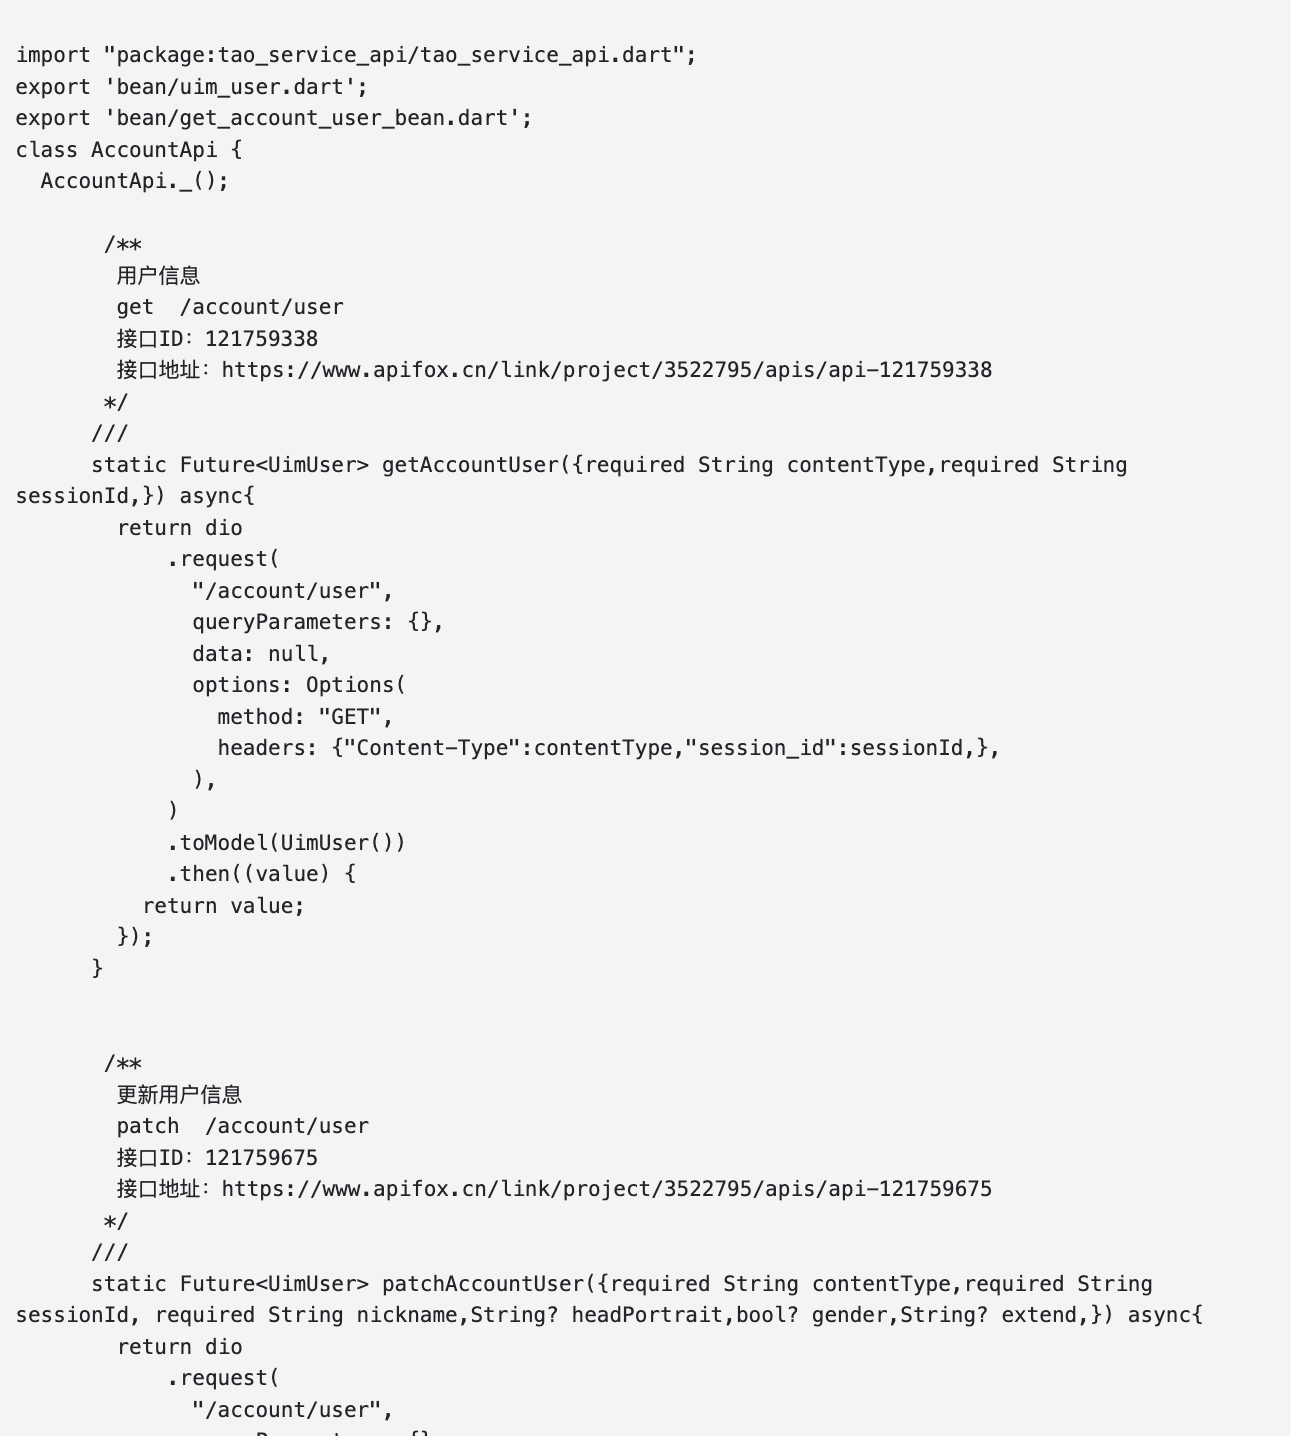 import "package:tao_service_api/tao_service_api.dart";
export 'bean/uim_user.dart';
export 'bean/get_account_user_bean.dart';
class AccountApi {
  AccountApi._();

       /**
        用户信息
        get  /account/user
        接口ID：121759338
        接口地址：https://www.apifox.cn/link/project/3522795/apis/api-121759338
       */
      ///
      static Future<UimUser> getAccountUser({required String contentType,required String
sessionId,}) async{
        return dio
            .request(
              "/account/user",
              queryParameters: {},
              data: null,
              options: Options(
                method: "GET",
                headers: {"Content-Type":contentType,"session_id":sessionId,},
              ),
            )
            .toModel(UimUser())
            .then((value) {
          return value;
        });
      }


       /**
        更新用户信息
        patch  /account/user
        接口ID：121759675
        接口地址：https://www.apifox.cn/link/project/3522795/apis/api-121759675
       */
      ///
      static Future<UimUser> patchAccountUser({required String contentType,required String
sessionId, required String nickname,String? headPortrait,bool? gender,String? extend,}) async{
        return dio
            .request(
              "/account/user",